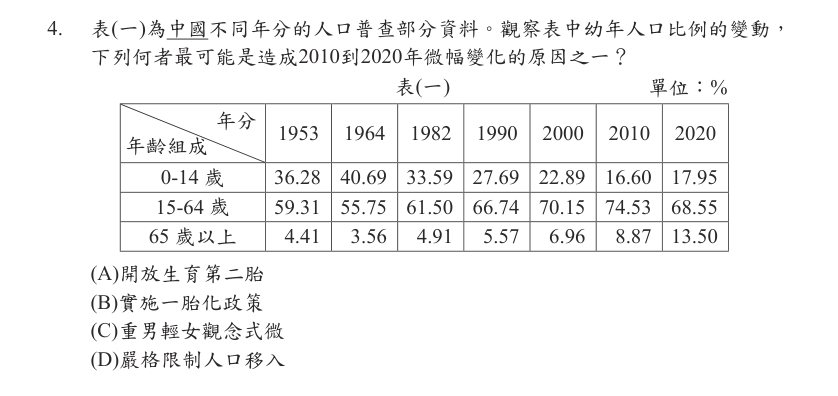 4. 表(一)為中國不同年分的人口普查部分資料。觀察表中幼年人口比例的變動，
下列何者最可能是造成2010到2020年微幅變化的原因之一？
表(一) 單位：%
年分 年齡組成 1953 1964 1982 1990 2000 2010 2020
0-14 歲 36.28 40.69 33.59 27.69 22.89 16.60 17.95
15-64 歲 59.31 55.75 61.50 66.74 70.15 74.53 68.55
65 歲以上 4.41 3.56 4.91 5.57 6.96 8.87 13.50
(A)開放生育第二胎
(B)實施一胎化政策
(C)重男輕女觀念式微
(D)嚴格限制人口移入